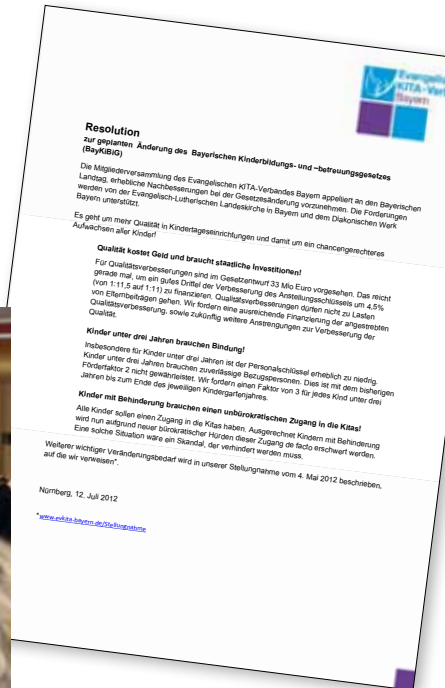 Evangelisc
KITA-Verb
Bayern
Resolution
zur geplanten Änderung des Bayerischen Kinderbildungs- und –betreuungsgesetzes
(BayKiBiG)
Die Mitgliederversammlung des Evangelischen KITA-Verbandes Bayern appelliert an den Bayerischen
Landtag, erhebliche Nachbesserungen bei der Gesetzesänderung vorzunehmen. Die Forderungen
werden von der Evangelisch-Lutherischen Landeskirche in Bayern und dem Diakonischen Werk
Bayern unterstützt.
Es geht um mehr Qualität in Kindertageseinrichtungen und damit um ein chancengerechteres
Aufwachsen aller Kinder!
Qualität kostet Geld und braucht staatliche Investitionen!
Für Qualitätsverbesserungen sind im Gesetzentwurf 33 Mio Euro vorgesehen. Das reicht
gerade mal, um ein gutes Drittel der Verbesserung des Anstellungsschlüssels um 4,5%
(von 1:11,5 auf 1:11) zu finanzieren. Qualitätsverbesserungen dürfen nicht zu Lasten
von Elternbeiträgen gehen. Wir fordern eine ausreichende Finanzierung der angestrebten
Qualitätsverbesserung, sowie zukünftig weitere Anstrengungen zur Verbesserung der
Qualität.
Kinder unter drei Jahren brauchen Bindung!
Insbesondere für Kinder unter drei Jahren ist der Personalschlüssel erheblich zu niedrig.
Kinder unter drei Jahren brauchen zuverlässige Bezugspersonen. Dies ist mit dem bisherigen
Förderfaktor 2 nicht gewährleistet. Wir fordern einen Faktor von 3 für jedes Kind unter drei
Jahren bis zum Ende des jeweiligen Kindergartenjahres.
Kinder mit Behinderung brauchen einen unbürokratischen Zugang in die Kitas!
Alle Kinder sollen einen Zugang in die Kitas haben. Ausgerechnet Kindern mit Behinderung
wird nun aufgrund neuer bürokratischer Hürden dieser Zugang de facto erschwert werden.
Eine solche Situation wäre ein Skandal, der verhindert werden muss.
Weiterer wichtiger Veränderungsbedarf wird in unserer Stellungnahme vom 4. Mai 2012 beschrieben,
auf die wir verweisen*.
Nürnberg, 12. Juli 2012
* www.evkita-bayern.de/Stellungnahme